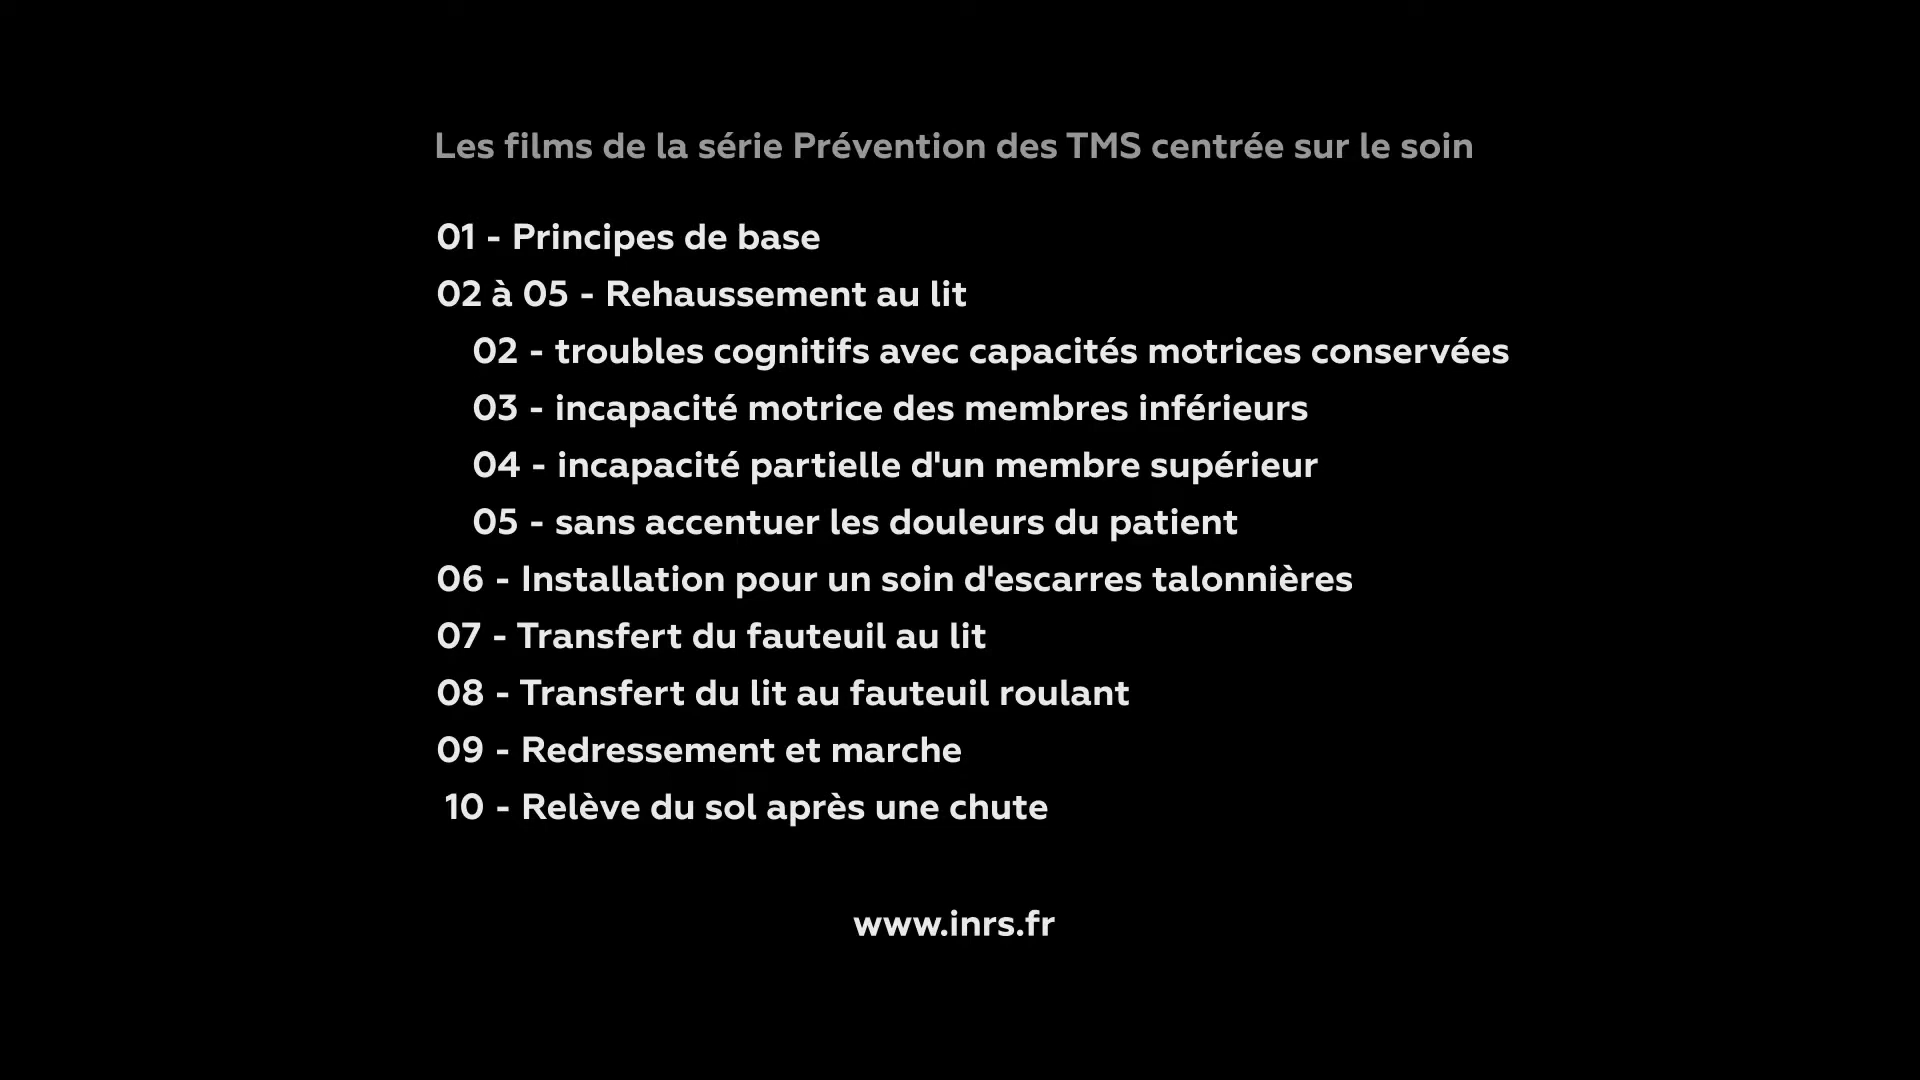 Les films de la série Prévention des TMS centrée sur le soin
01 - Principes de base
02 à 05 - Rehaussement au lit
02 - troubles cognitifs avec capacités motrices conservées
03 - incapacité motrice des membres inférieurs
04 - incapacité partielle d'un membre supérieur
05 - sans accentuer les douleurs du patient
06 - Installation pour un soin d'escarres talonnières
07 - Transfert du fauteuil au lit
08 - Transfert du lit au fauteuil roulant
09 - Redressement et marche
10 - Relève du sol après une chute
www.inrs.fr